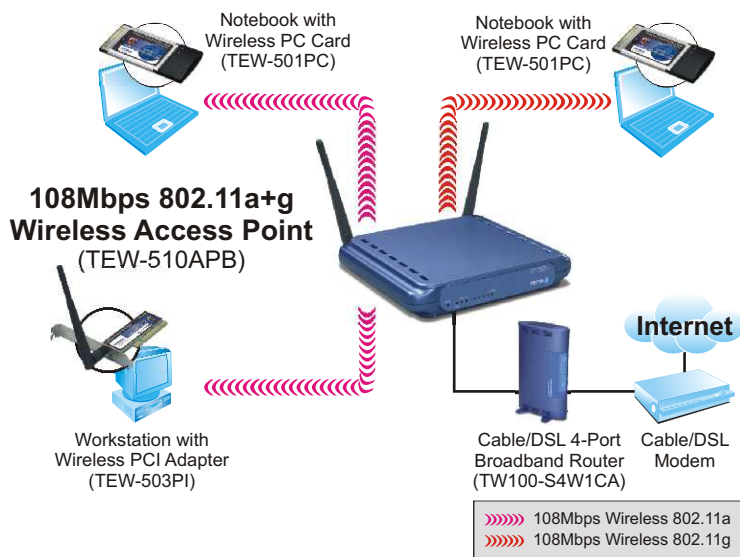 Notebook with
Wireless PC Card
(TEW-501PC)
Notebook with
Wireless PC Card
(TEW-501PC)
108Mbps 802.11a+g
Wireless Access Point
(TEW-510APB)
Internet
Workstation with
Wireless PCI Adapter
(TEW-503PI)
Cable/DSL 4-Port
Broadband Router
(TW100-S4W1CA)
Cable/DSL
Modem
108Mbps Wireless 802.11a
108Mbps Wireless 802.11g